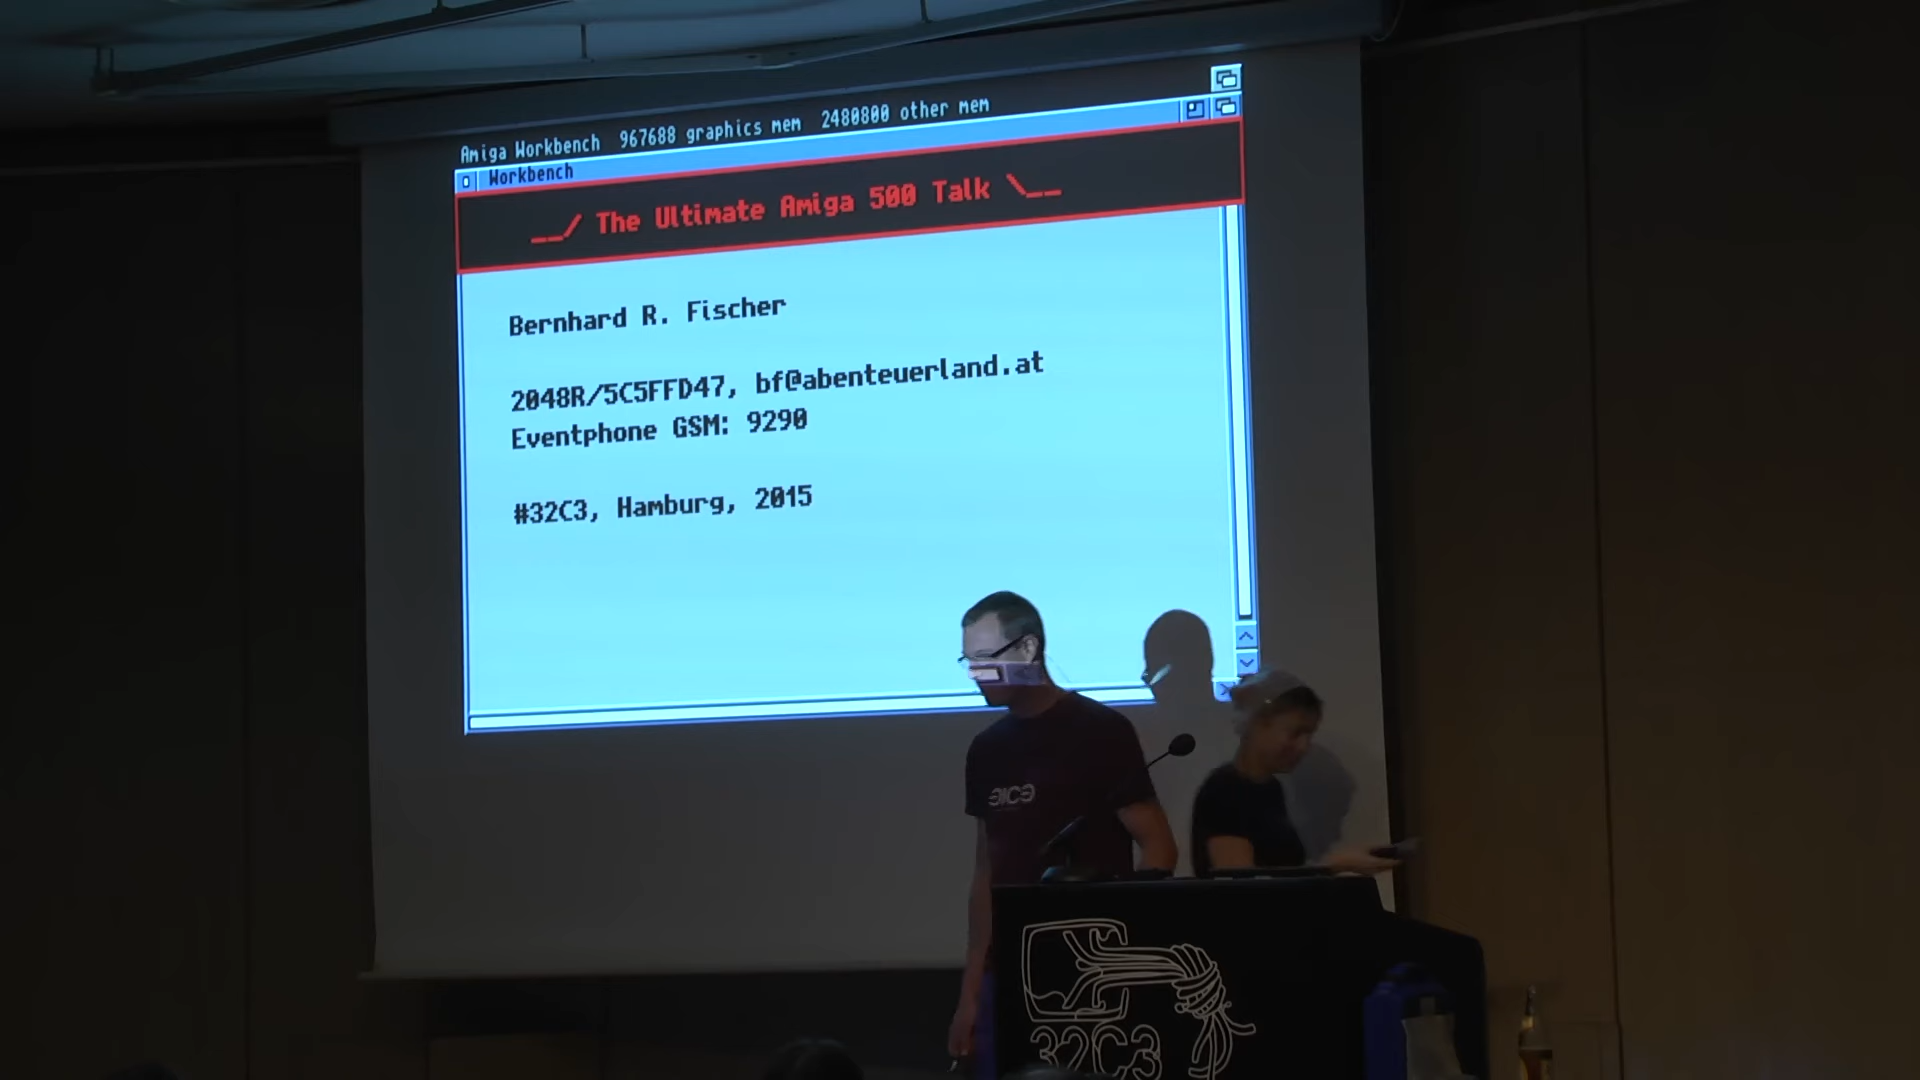 Amiga Workbench 967688 graphics mem 2480800 other mem
Workbench
__/ The Ultimate Amiga 500 Talk \__
Bernhard R. Fischer
2048R/5C5FFD47, bf@abenteuerland.at
Eventphone GSM: 9290
#32C3, Hamburg, 2015
32C3